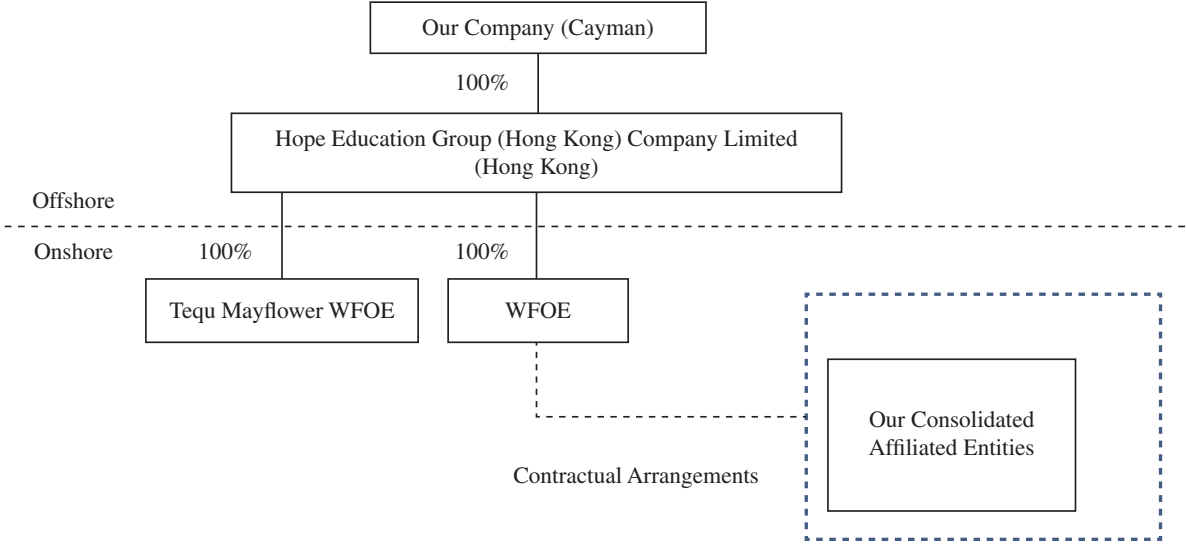 Our Company (Cayman)
100%
Hope Education Group (Hong Kong) Company Limited
(Hong Kong)
Offshore
Onshore
100%
100%
Tequ Mayflower WFOE
WFOE
Our Consolidated
Affiliated Entities
Contractual Arrangements